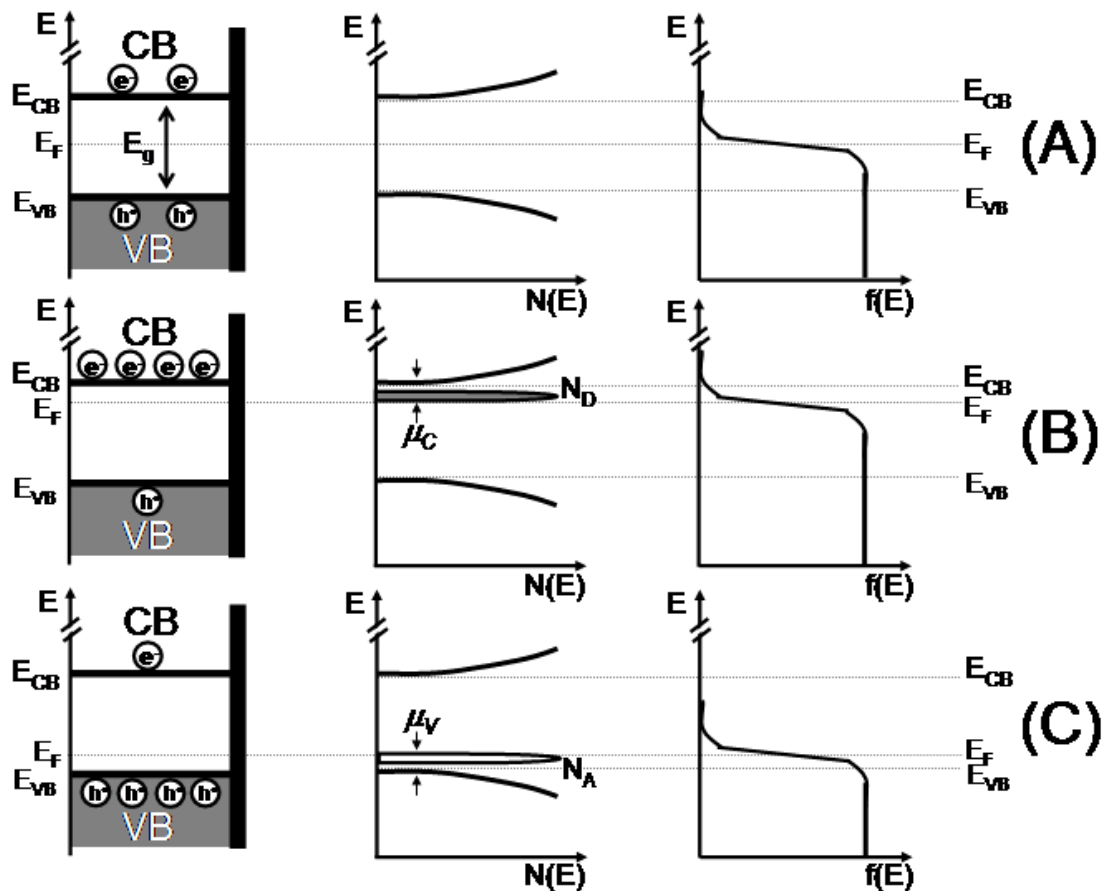 E CB E E
e⁻ e⁻
E_CB E_CB
E_F E_g E_F (A)
E_VB E_VB
h⁺ h⁺
VB
N(E) f(E)
E CB E E
e⁻ e⁻ e⁻ e⁻
E_CB N_D E_CB
E_F E_F (B)
μ_C
E_VB E_VB
h⁺
VB
N(E) f(E)
E CB E E
e⁻
E_CB E_CB
(C)
E_F μ_V E_F
E_VB N_A E_VB
h⁺ h⁺ h⁺ h⁺
VB
N(E) f(E)